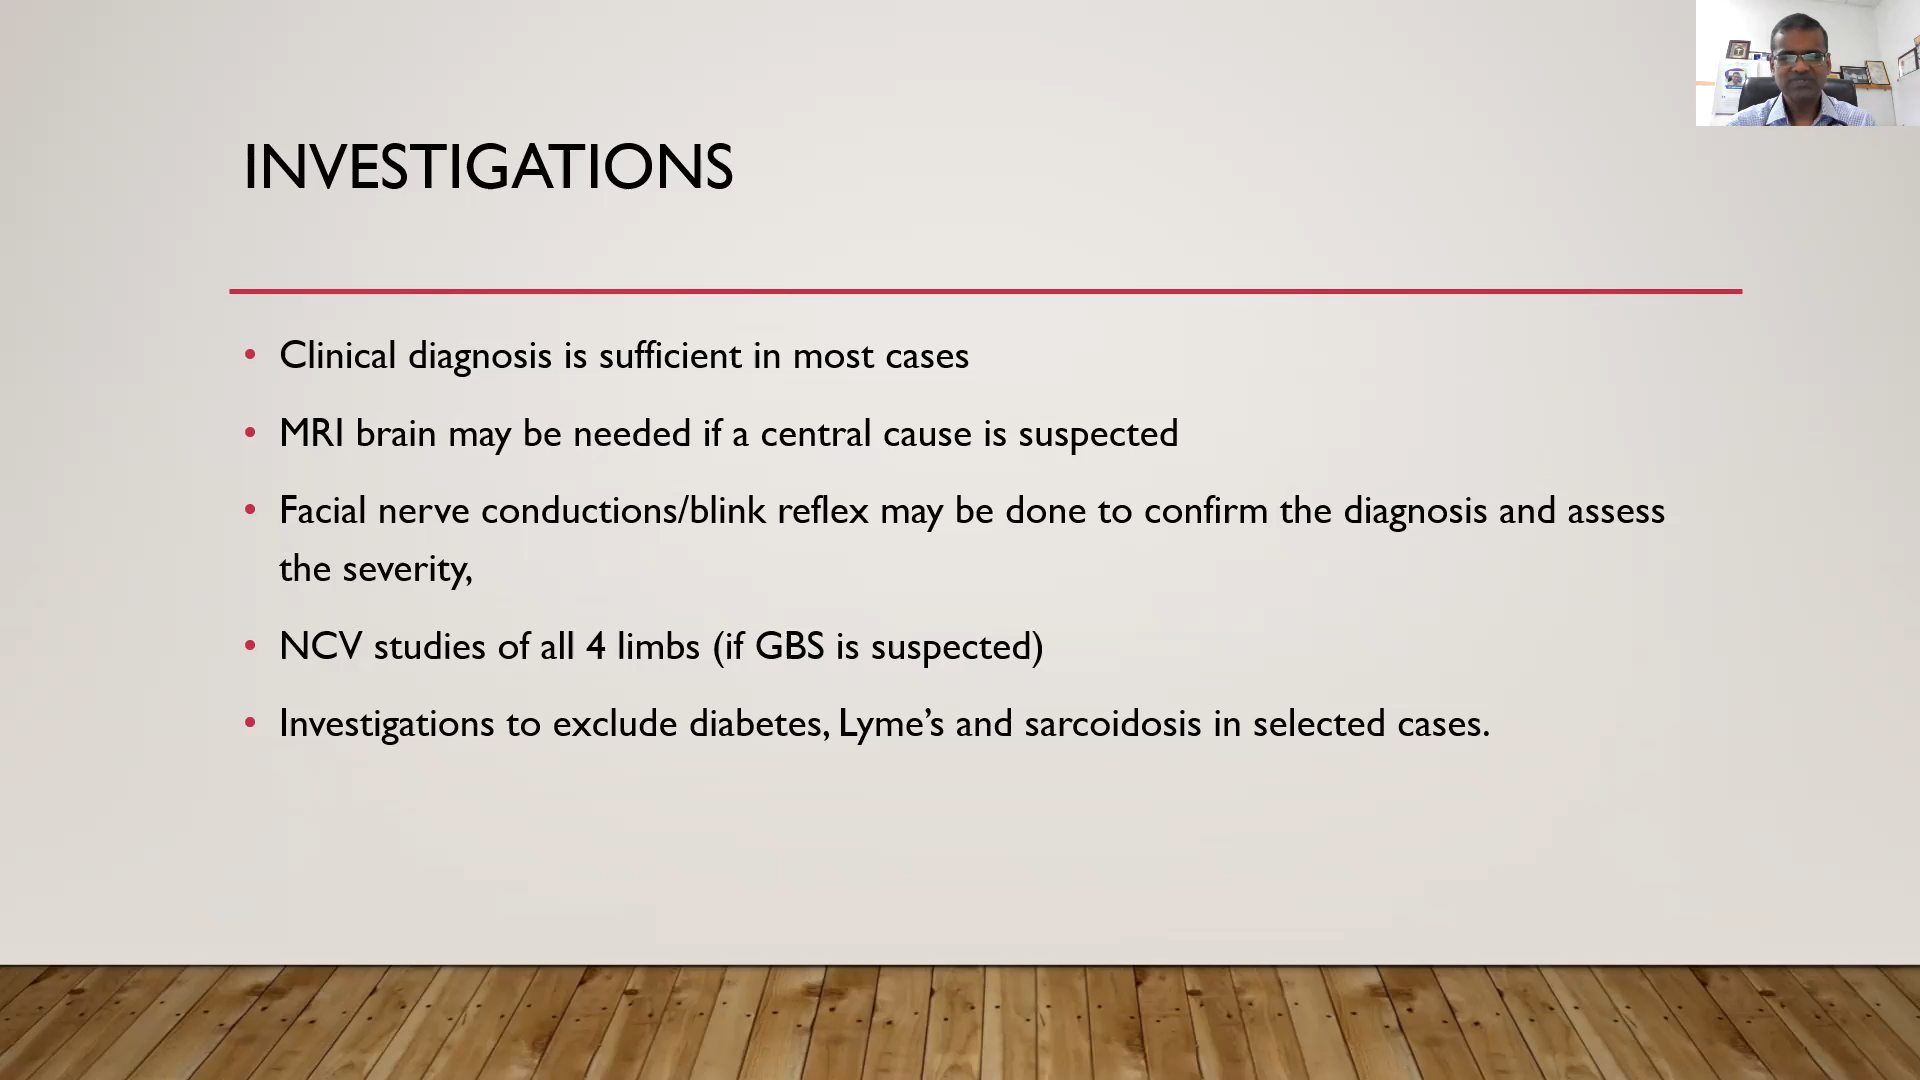 INVESTIGATIONS
• Clinical diagnosis is sufficient in most cases
• MRI brain may be needed if a central cause is suspected
• Facial nerve conductions/blink reflex may be done to confirm the diagnosis and assess
the severity,
• NCV studies of all 4 limbs (if GBS is suspected)
• Investigations to exclude diabetes, Lyme’s and sarcoidosis in selected cases.